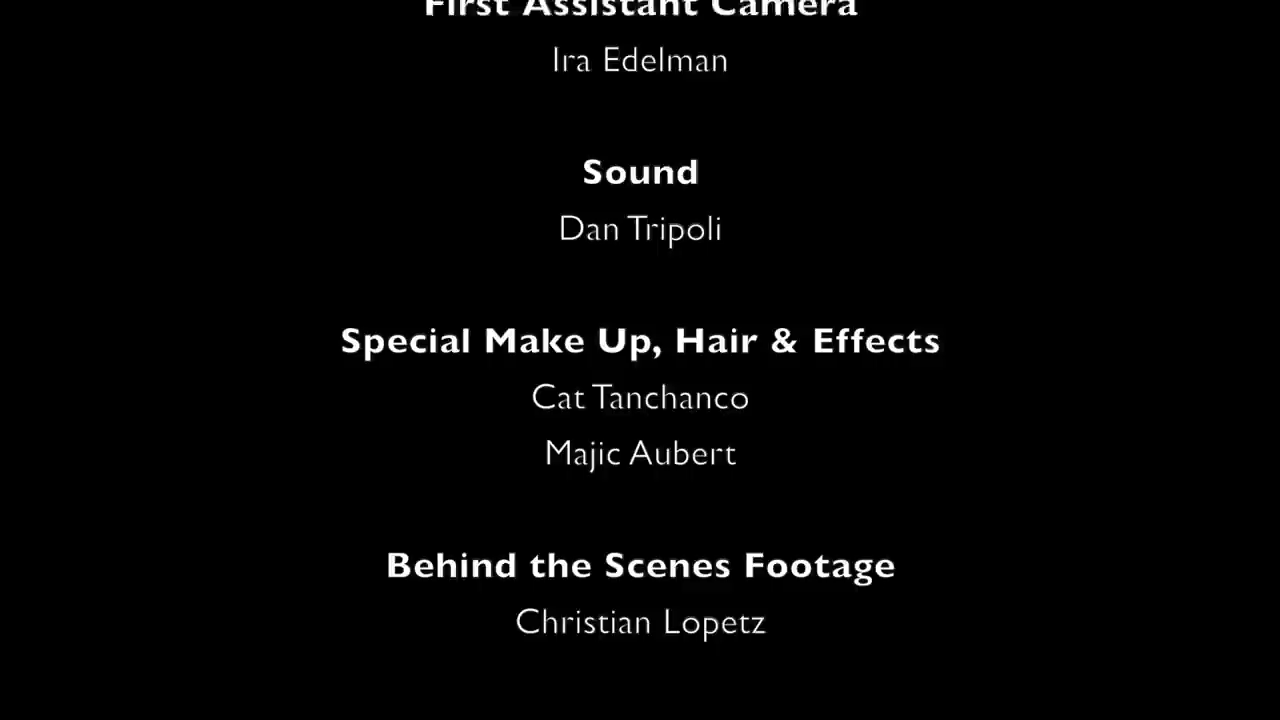 First Assistant Camera
Ira Edelman
Sound
Dan Tripoli
Special Make Up, Hair & Effects
Cat Tanchanco
Majic Aubert
Behind the Scenes Footage
Christian Lopetz